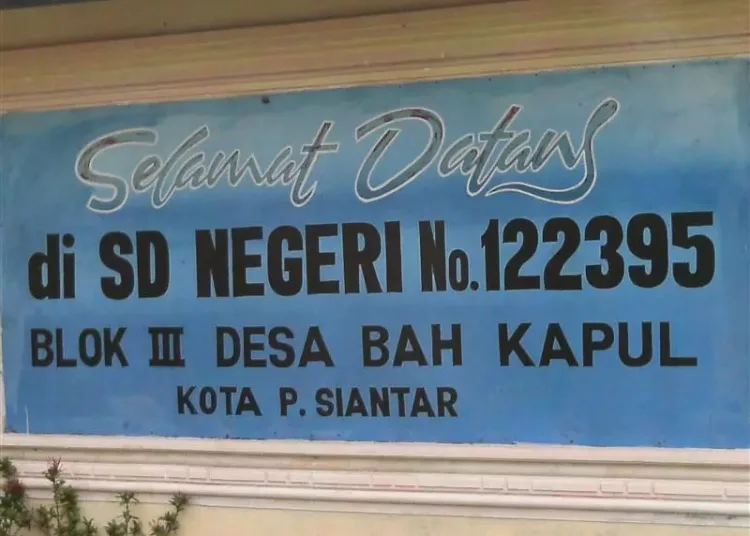 Selamat Datang
di SD NEGERI No.122395
BLOK III DESA BAH KAPUL
KOTA P. SIANTAR